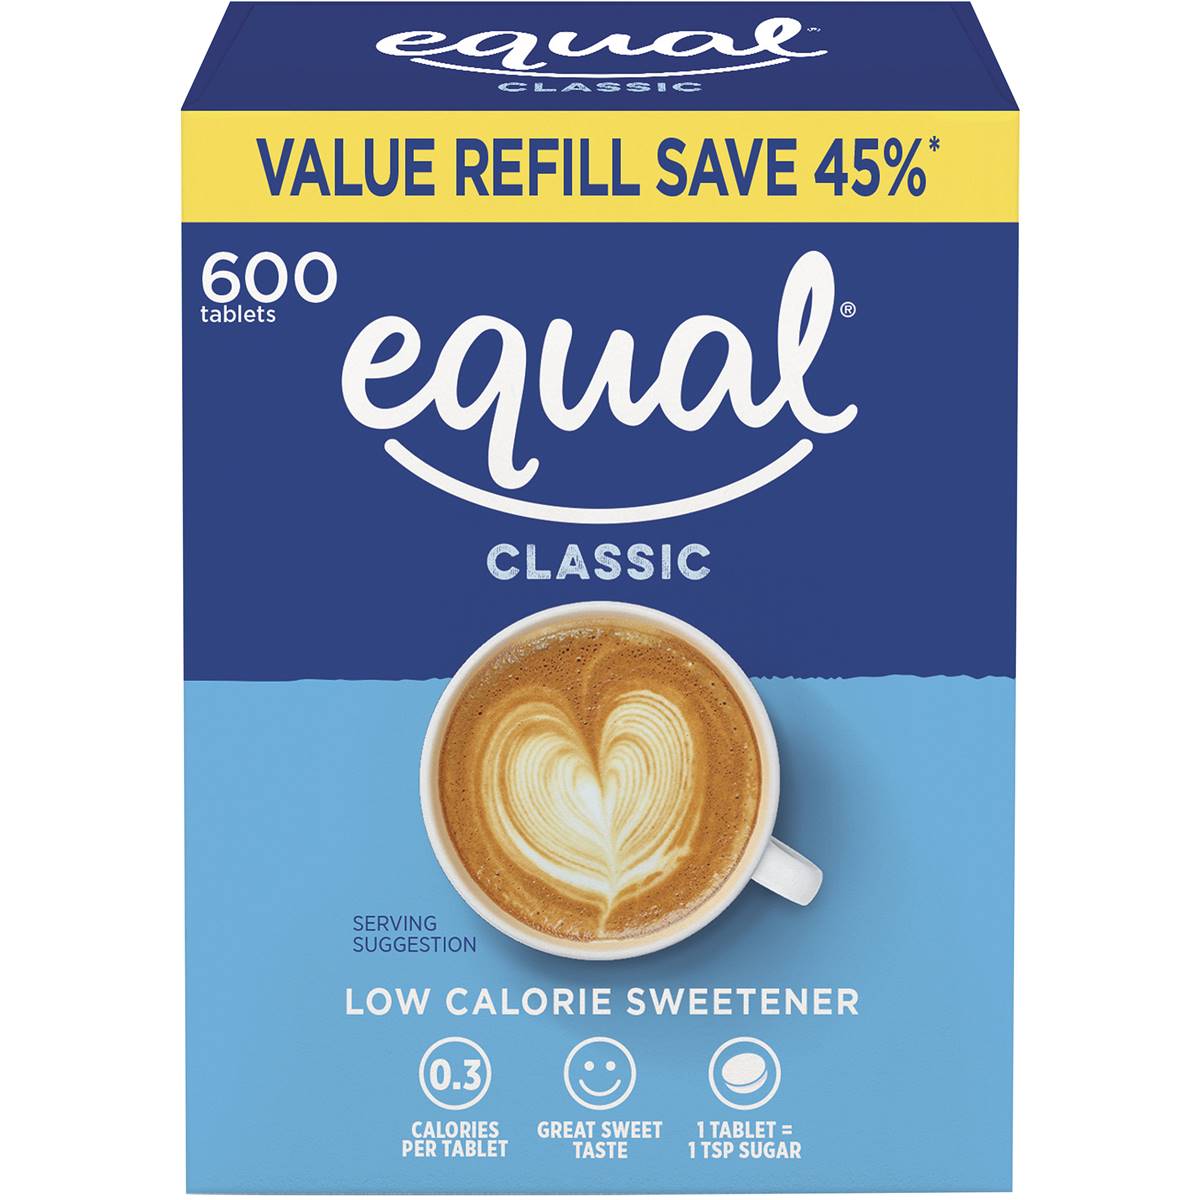 equal™
CLASSIC
VALUE REFILL SAVE 45%*
600
tablets
equal®
CLASSIC
SERVING
SUGGESTION
LOW CALORIE SWEETENER
0.3
CALORIES
PER TABLET
GREAT SWEET
TASTE
1 TABLET =
1 TSP SUGAR